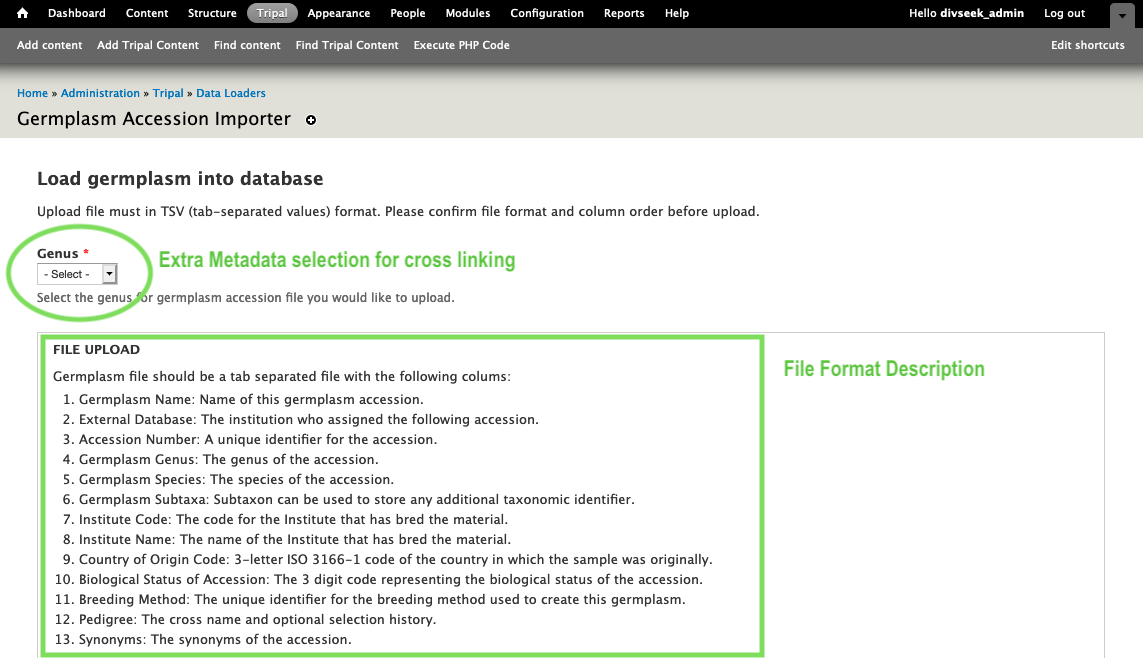 Dashboard Content Structure Tripal Appearance People Modules Configuration Reports Help Hello divseek_admin Log out
Add content Add Tripal Content Find content Find Tripal Content Execute PHP Code Edit shortcuts
Home » Administration » Tripal » Data Loaders
Germplasm Accession Importer
Load germplasm into database
Upload file must in TSV (tab-separated values) format. Please confirm file format and column order before upload.
Genus *
Extra Metadata selection for cross linking
- Select -
Select the genus for germplasm accession file you would like to upload.
FILE UPLOAD
File Format Description
Germplasm file should be a tab separated file with the following colums:
1. Germplasm Name: Name of this germplasm accession.
2. External Database: The institution who assigned the following accession.
3. Accession Number: A unique identifier for the accession.
4. Germplasm Genus: The genus of the accession.
5. Germplasm Species: The species of the accession.
6. Germplasm Subtaxa: Subtaxon can be used to store any additional taxonomic identifier.
7. Institute Code: The code for the Institute that has bred the material.
8. Institute Name: The name of the Institute that has bred the material.
9. Country of Origin Code: 3-letter ISO 3166-1 code of the country in which the sample was originally.
10. Biological Status of Accession: The 3 digit code representing the biological status of the accession.
11. Breeding Method: The unique identifier for the breeding method used to create this germplasm.
12. Pedigree: The cross name and optional selection history.
13. Synonyms: The synonyms of the accession.